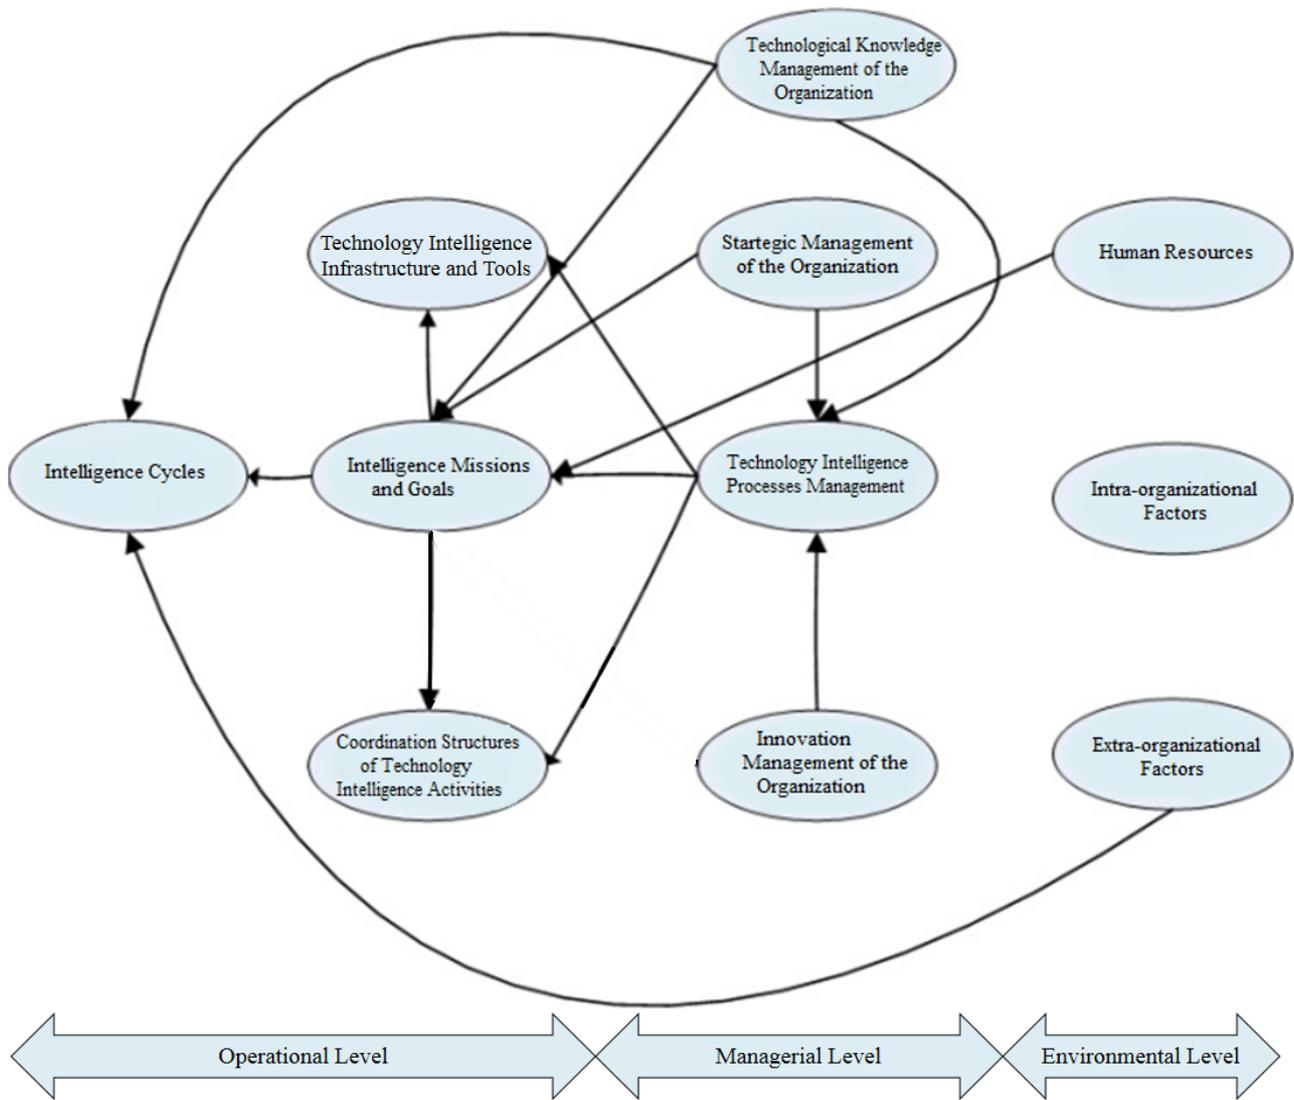 Technological Knowledge
Management of the
Organization
Technology Intelligence
Infrastructure and Tools
Startegic Management
of the Organization
Human Resources
Intelligence Cycles
Intelligence Missions
and Goals
Technology Intelligence
Processes Management
Intra-organizational
Factors
Coordination Structures
of Technology
Intelligence Activities
Innovation
Management of the
Organization
Extra-organizational
Factors
Operational Level
Managerial Level
Environmental Level